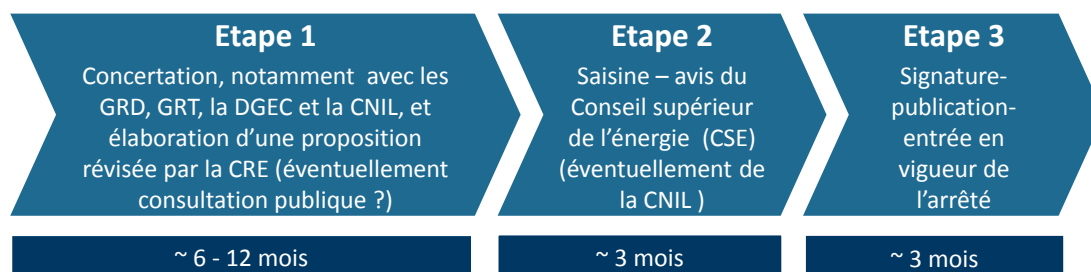 Etape 1
Concertation, notamment avec les
GRD, GRT, la DGEC et la CNIL, et
élaboration d'une proposition
révisée par la CRE (éventuellement
consultation publique ?)
~ 6 - 12 mois
Etape 2
Saisine – avis du
Conseil supérieur
de l'énergie (CSE)
(éventuellement de
la CNIL )
~ 3 mois
Etape 3
Signature-
publication-
entrée en
vigueur de
l'arrêté
~ 3 mois